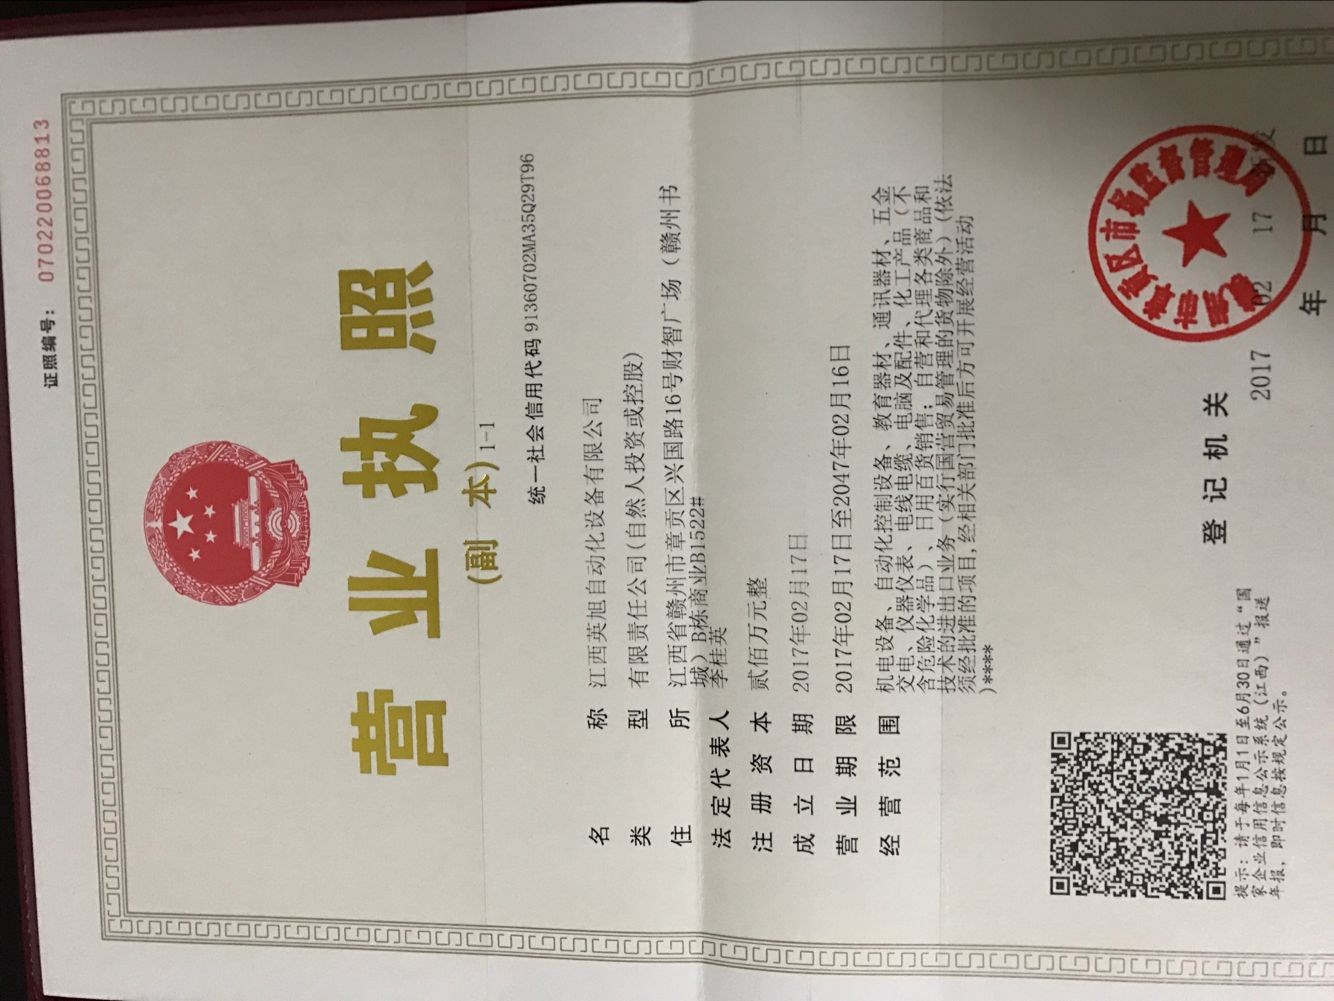 证照编号： 070220068813
营业执照
(副 本) 1-1
统一社会信用代码 91360702MA35Q29T96
名 称 江西英旭自动化设备有限公司
类 型 有限责任公司(自然人投资或控股)
住 所 江西省赣州市章贡区兴国路16号财智广场（赣州书
城）B栋商业B1522#
法定代表人 李桂英
注册资本 贰佰万元整
成立日期 2017年02月17日
营业期限 2017年02月17日至2047年02月16日
经营范围 机电设备、自动化控制设备、教育器材、通讯器材、五金
交电、仪器仪表、电线电缆、电脑及配件、化工产品（不
含危险化学品）、日用百货销售；自营和代理各类商品和
技术的进出口业务（实行国营贸易管理的货物除外）（依法
须经批准的项目,经相关部门批准后方可开展经营活动
)****
登记机关
章贡区市场监督管理局
2017 02 17
年 月 日
提示：请于每年1月1日至6月30日通过“国
家企业信用信息公示系统（江西）”报送
年报，即时信息按规定公示。